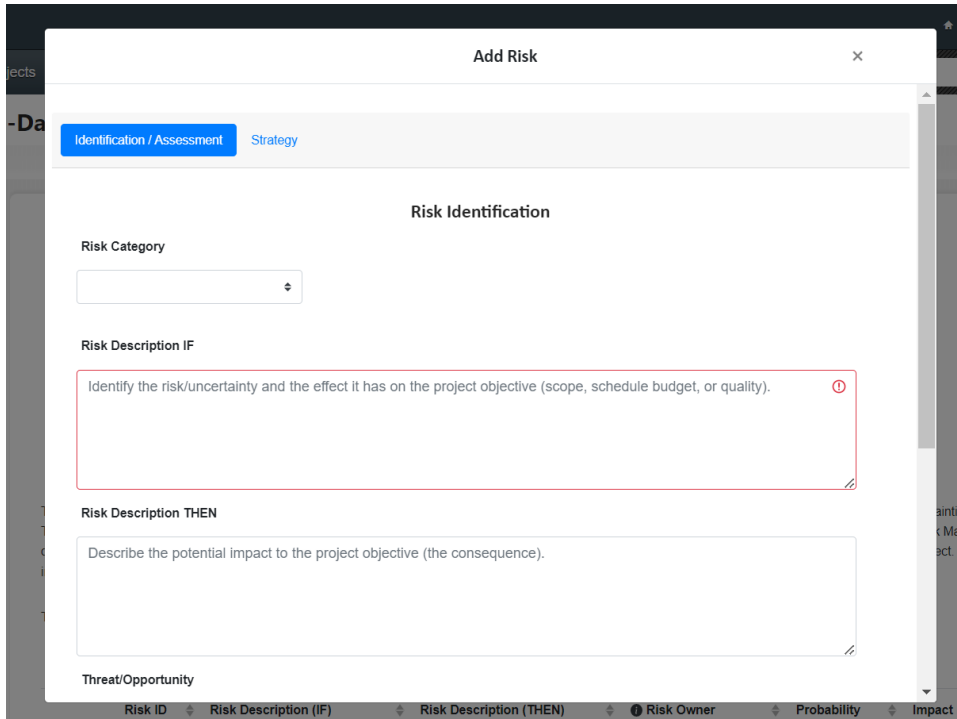 Add Risk
×
jects
-Da
Identification / Assessment
Strategy
Risk Identification
Risk Category
Risk Description IF
Identify the risk/uncertainty and the effect it has on the project objective (scope, schedule budget, or quality).
Risk Description THEN
Describe the potential impact to the project objective (the consequence).
Threat/Opportunity
ainti
Ma
ect.
Risk ID
Risk Description (IF)
Risk Description (THEN)
Risk Owner
Probability
Impact